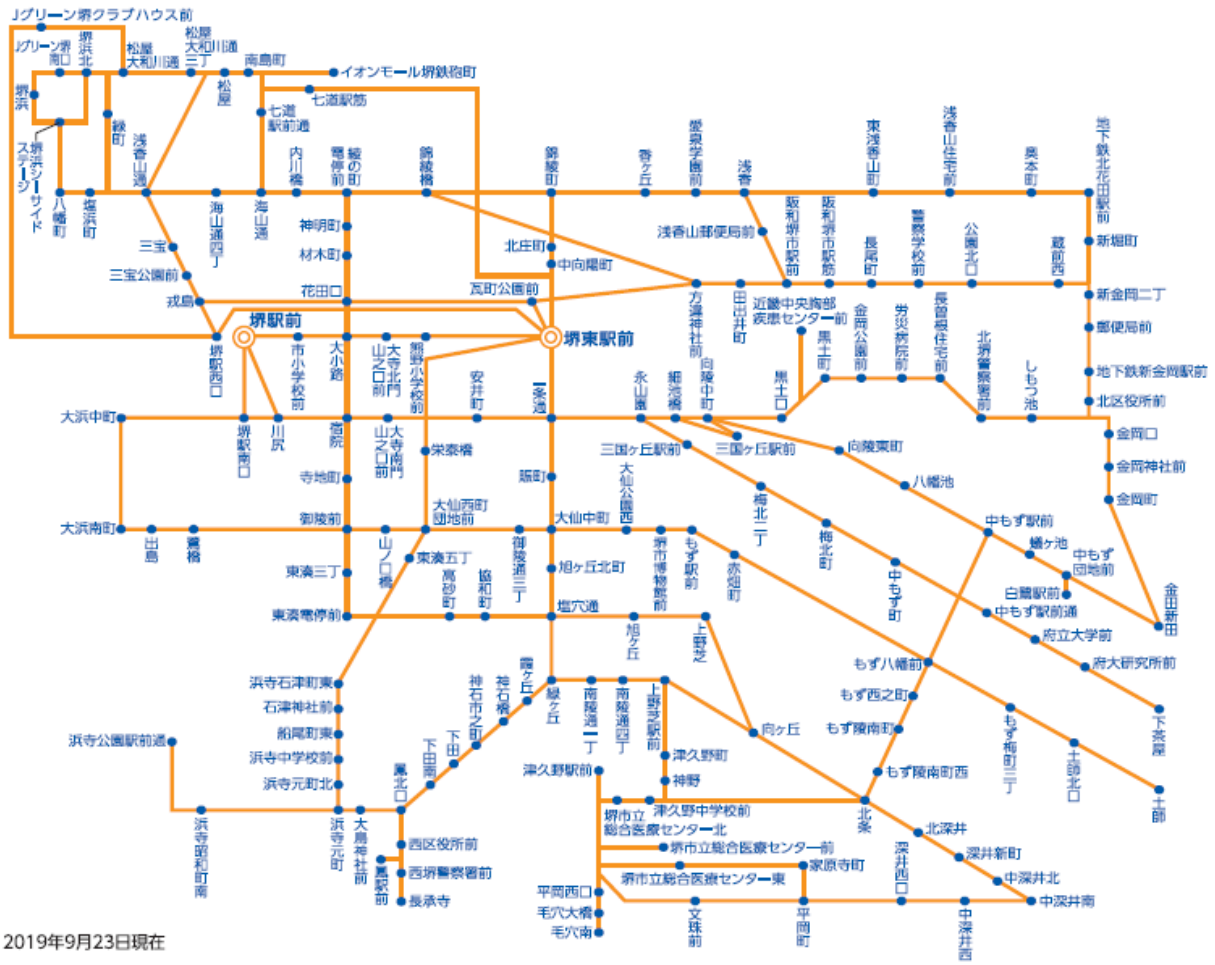 Jグリーン堺クラブハウス前
Jグリーン堺南口
堺浜北
松屋大和川通
松屋大和川通三丁
松屋
南島町
イオンモール堺鉄砲町
堺浜
堺浜シーサイドステージ
緑町
浅香山通
七道駅前通
七道駅筋
八幡町
塩浜町
海山通四丁
海山通
内川橋
綾の町電停前
錦綾橋
錦綾町
香ヶ丘
愛泉学園前
浅香
東浅香山町
浅香山住宅前
奥本町
地下鉄北花田駅前
神明町
材木町
花田口
三宝
三宝公園前
戎島
北庄町
中向陽町
瓦町公園前
浅香山郵便局前
阪和堺市駅前
阪和堺市駅筋
長尾町
警察学校前
公園北口
蔵前西
新堀町
新金岡二丁
郵便局前
地下鉄新金岡駅前
北区役所前
堺駅前
堺東駅前
堺駅西口
市小学校前
大小路
大寺北門山之口前
熊野小学校前
方違神社前
田出井町
近畿中央胸部疾患センター前
黒土町
金岡公園前
労災病院前
長曽根住宅前
北堺警察署前
しもつ池
大浜中町
堺駅南口
川尻
宿院
大寺南門山之口前
安井町
一条通
永山園
細池橋
向陵中町
黒土口
金岡口
金岡神社前
金岡町
栄泰橋
三国ヶ丘駅前
三国ヶ丘駅前
向陵東町
八幡池
寺地町
賑町
大浜南町
出島
鷺橋
御陵前
山ノ口橋
大仙西町団地前
御陵通三丁
大仙中町
大仙公園西
堺市博物館前
もず駅前
赤畑町
梅北二丁
梅北町
中もず町
中もず駅前
蟻ヶ池
中もず団地前
白鷺駅前
金田新田
東湊三丁
東湊五丁
高砂町
協和町
旭ヶ丘北町
東湊電停前
塩穴通
旭ヶ丘
上野芝
中もず駅前通
府立大学前
府大研究所前
下茶屋
浜寺石津町東
石津神社前
船尾町東
浜寺中学校前
浜寺元町北
浜寺公園駅前通
浜寺昭和町南
浜寺元町
大鳥神社前
鳳北口
下田南
下田
神石市之町
神石橋
霞ヶ丘
緑ヶ丘
南陵通一丁
南陵通四丁
上野芝駅前
向ヶ丘
もず八幡前
もず西之町
もず陵南町
もず陵南町西
もず梅町三丁
土師北口
土師
西区役所前
鳳駅前
西堺警察署前
長承寺
津久野駅前
津久野町
神野
堺市立総合医療センター北
津久野中学校前
堺市立総合医療センター前
堺市立総合医療センター東
家原寺町
北条
北深井
深井新町
中深井北
中深井南
平岡西口
毛穴大橋
毛穴南
文珠前
平岡町
深井西口
中深井西
2019年9月23日現在